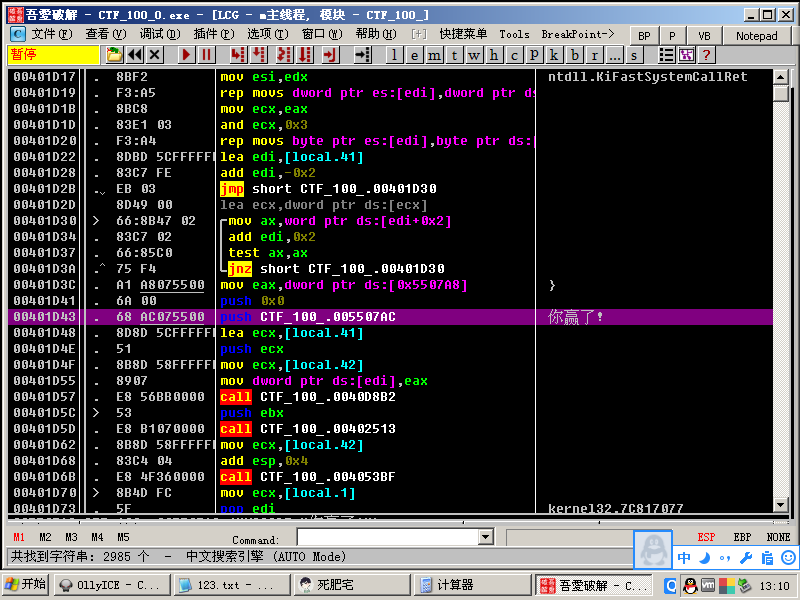 吾愛破解 - CTF_100_0.exe - [LCG - m主线程, 模块 - CTF_100_]
C 文件(F) 查看(V) 调试(D) 插件(P) 选项(T) 窗口(W) 帮助(H) [+] 快捷菜单 Tools BreakPoint-> BP P VB Notepad
暂停 l e m t w h c p k b r ... s ?
00401D17 . 8BF2 mov esi,edx ntdll.KiFastSystemCallRet
00401D19 . F3:A5 rep movs dword ptr es:[edi],dword ptr ds
00401D1B . 8BC8 mov ecx,eax
00401D1D . 83E1 03 and ecx,0x3
00401D20 . F3:A4 rep movs byte ptr es:[edi],byte ptr ds:[
00401D22 . 8DBD 5CFFFFFF lea edi,[local.41]
00401D28 . 83C7 FE add edi,-0x2
00401D2B . EB 03 jmp short CTF_100_.00401D30
00401D2D 8D49 00 lea ecx,dword ptr ds:[ecx]
00401D30 > 66:8B47 02 mov ax,word ptr ds:[edi+0x2]
00401D34 . 83C7 02 add edi,0x2
00401D37 . 66:85C0 test ax,ax
00401D3A .^ 75 F4 jnz short CTF_100_.00401D30
00401D3C . A1 A8075500 mov eax,dword ptr ds:[0x5507A8] }
00401D41 . 6A 00 push 0x0
00401D43 . 68 AC075500 push CTF_100_.005507AC 你赢了!
00401D48 . 8D8D 5CFFFFFF lea ecx,[local.41]
00401D4E . 51 push ecx
00401D4F . 8B8D 58FFFFFF mov ecx,[local.42]
00401D55 . 8907 mov dword ptr ds:[edi],eax
00401D57 . E8 56BB0000 call CTF_100_.0040D8B2
00401D5C > 53 push ebx
00401D5D . E8 B1070000 call CTF_100_.00402513
00401D62 . 8B8D 58FFFFFF mov ecx,[local.42]
00401D68 . 83C4 04 add esp,0x4
00401D6B . E8 4F360000 call CTF_100_.004053BF
00401D70 > 8B4D FC mov ecx,[local.1]
00401D73 . 5F pop edi kernel32.7C817077
M1 M2 M3 M4 M5 Command: ESP EBP NONE
共找到字符串: 2985 个 - 中文搜索引擎 (AUTO Mode) 中
开始 OllyICE - C... 123.txt - ... 死肥宅 计算器 吾愛破解 - C... 13:10